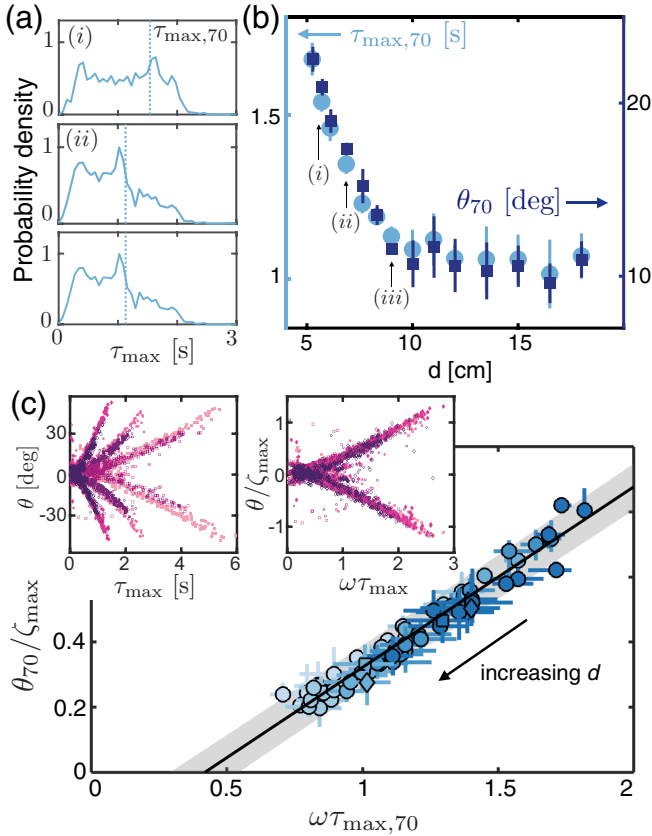 (a)
(i)
τmax,70
1
0
(ii)
1
0
1
0
0
3
Probability density
τmax [s]
(b)
τmax,70 [s]
1.5
1
20
10
(i)
(ii)
(iii)
θ70 [deg]
5
10
15
d [cm]
(c)
θ [deg]
30
0
-30
0
2
4
6
τmax [s]
θ/ζmax
1
0
-1
0
1
2
3
ωτmax
θ70/ζmax
0.4
0.2
0
increasing d
0
1
1.5
2
ωτmax,70